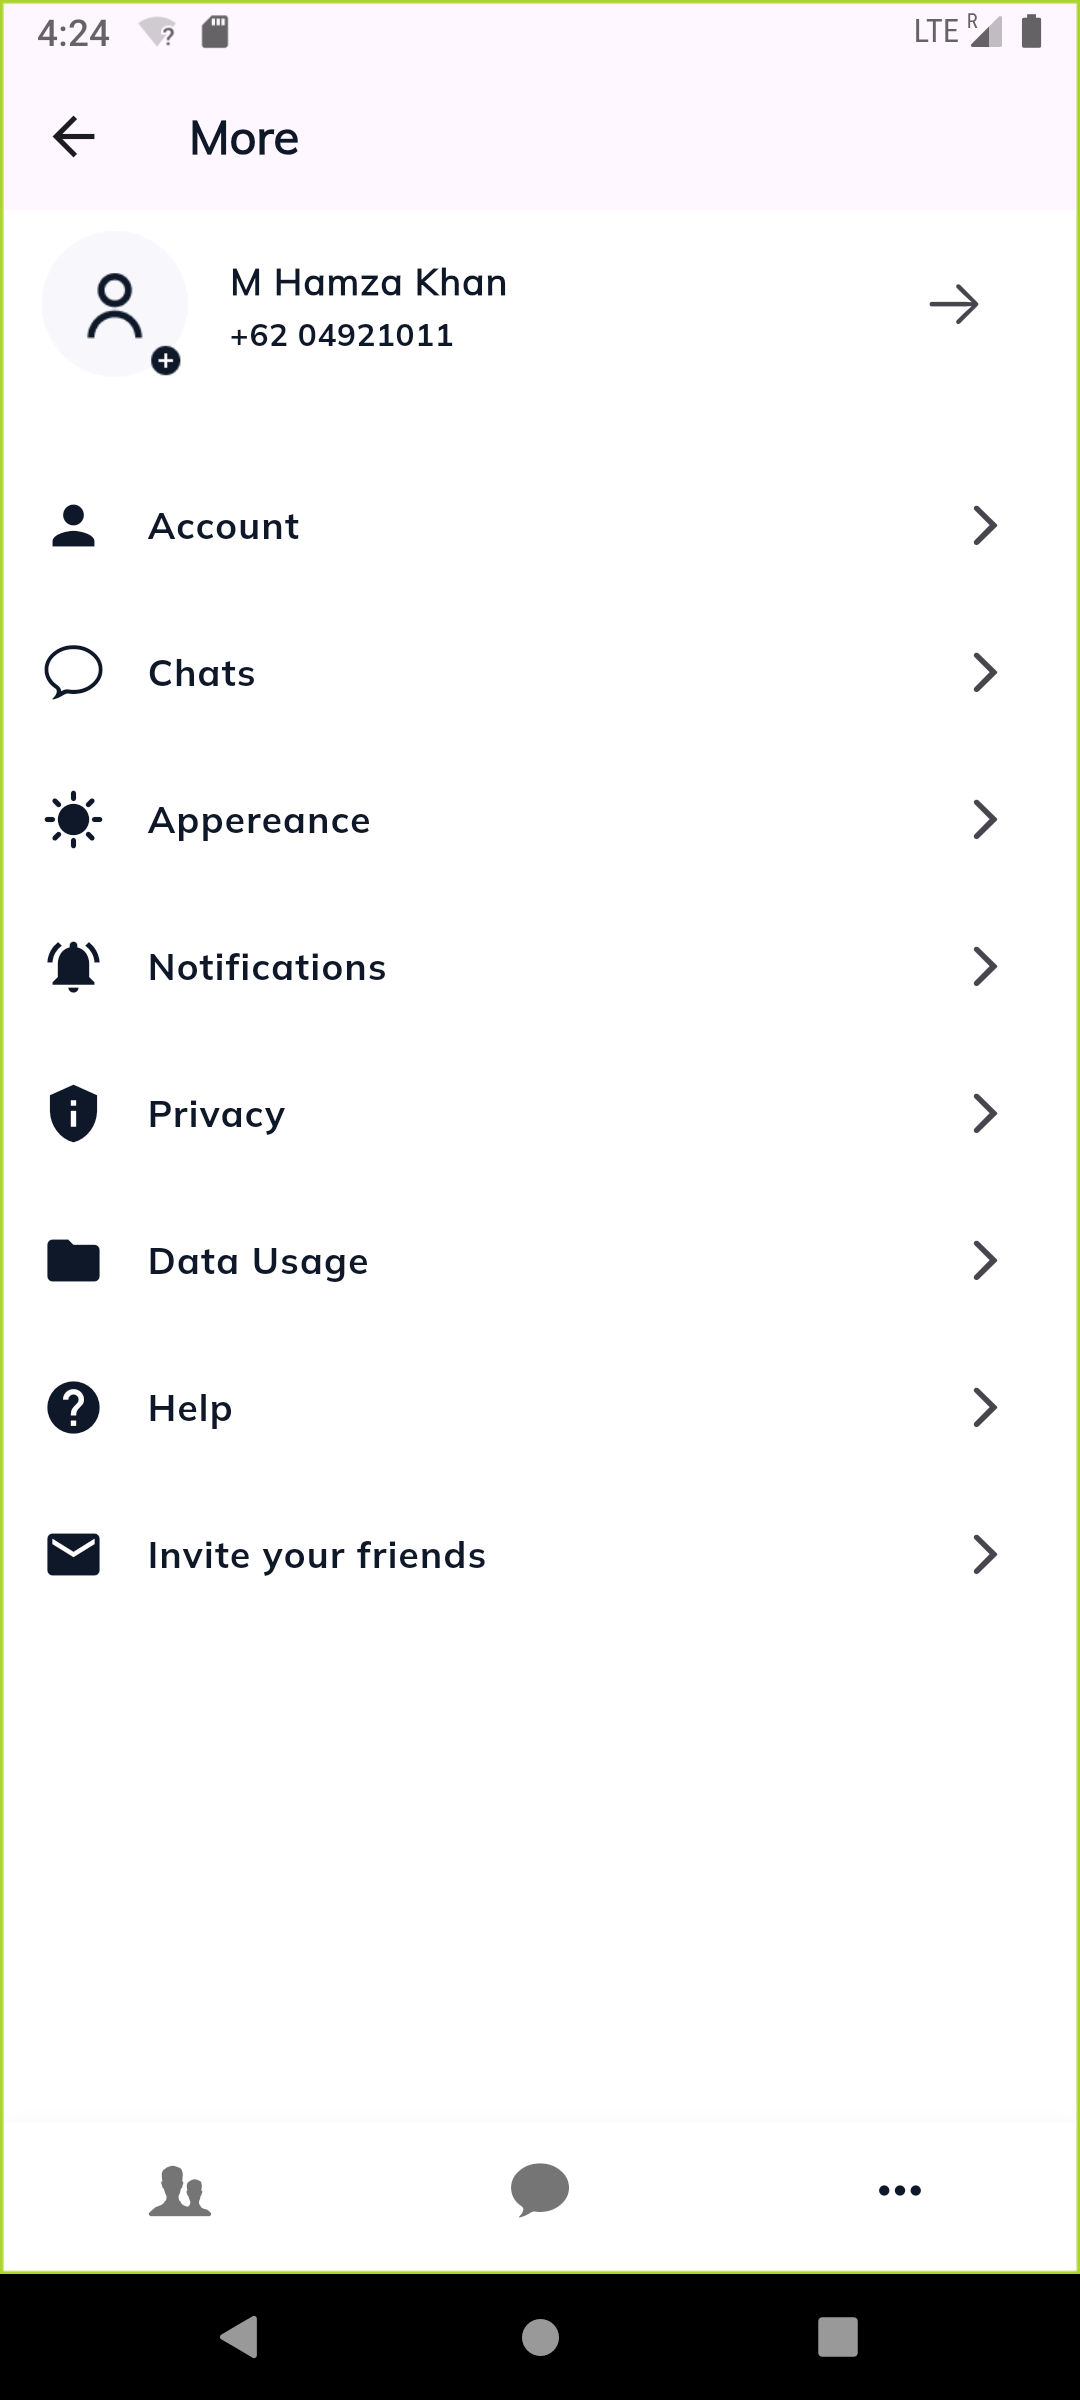 4:24 LTE R
More
M Hamza Khan
+62 04921011
Account
Chats
Appereance
Notifications
Privacy
Data Usage
Help
Invite your friends